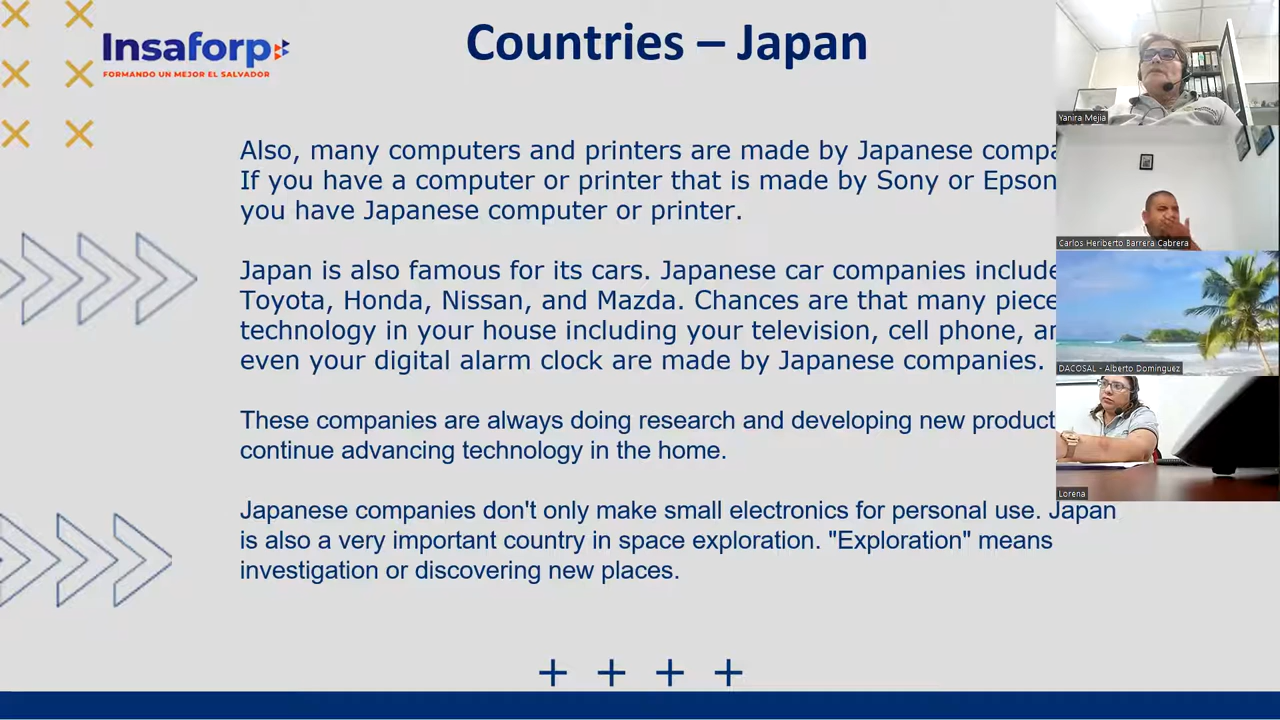 Insaforp
FORMANDO UN MEJOR EL SALVADOR
Countries – Japan
Also, many computers and printers are made by Japanese compa
If you have a computer or printer that is made by Sony or Epson
you have Japanese computer or printer.
Japan is also famous for its cars. Japanese car companies include
Toyota, Honda, Nissan, and Mazda. Chances are that many piece
technology in your house including your television, cell phone, an
even your digital alarm clock are made by Japanese companies.
These companies are always doing research and developing new product
continue advancing technology in the home.
Japanese companies don't only make small electronics for personal use. Japan
is also a very important country in space exploration. "Exploration" means
investigation or discovering new places.
Yanira Mejia
Carlos Heriberto Barrera Cabrera
DACOSAL - Alberto Dominguez
Lorena